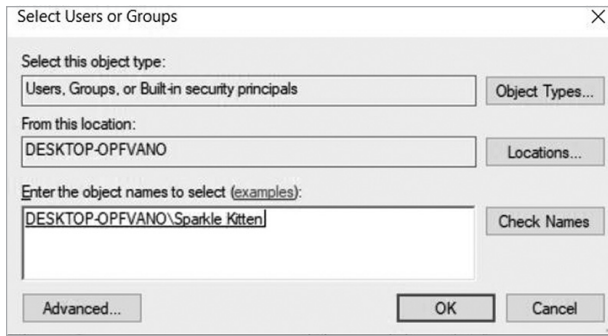 Select Users or Groups
Select this object type:
Users, Groups, or Built-in security principals
Object Types...
From this location:
DESKTOP-OPFVANO
Locations...
Enter the object names to select (examples):
DESKTOP-OPFVANO\Sparkle Kitten
Check Names
Advanced...
OK
Cancel